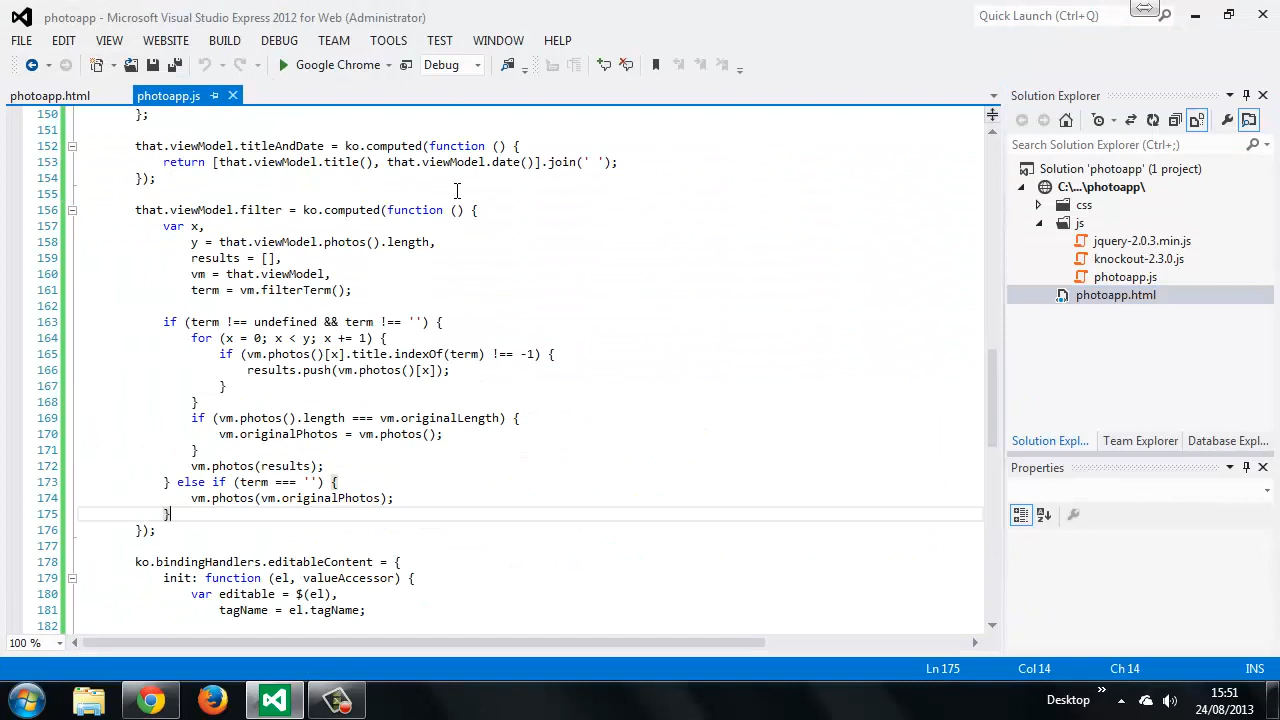 photoapp - Microsoft Visual Studio Express 2012 for Web (Administrator)
Quick Launch (Ctrl+Q)
FILE EDIT VIEW WEBSITE BUILD DEBUG TEAM TOOLS TEST WINDOW HELP
Google Chrome Debug
photoapp.html photoapp.js
150 };
151
152 that.viewModel.titleAndDate = ko.computed(function () {
153 return [that.viewModel.title(), that.viewModel.date()].join(' ');
154 });
155
156 that.viewModel.filter = ko.computed(function () {
157 var x,
158 y = that.viewModel.photos().length,
159 results = [],
160 vm = that.viewModel,
161 term = vm.filterTerm();
162
163 if (term !== undefined && term !== '') {
164 for (x = 0; x < y; x += 1) {
165 if (vm.photos()[x].title.indexOf(term) !== -1) {
166 results.push(vm.photos()[x]);
167 }
168 }
169 if (vm.photos().length === vm.originalLength) {
170 vm.originalPhotos = vm.photos();
171 }
172 vm.photos(results);
173 } else if (term === '') {
174 vm.photos(vm.originalPhotos);
175 }
176 });
177
178 ko.bindingHandlers.editableContent = {
179 init: function (el, valueAccessor) {
180 var editable = $(el),
181 tagName = el.tagName;
182
100 %
Solution Explorer
Search Solution Explorer (Ctrl+;)
Solution 'photoapp' (1 project)
C:\...\photoapp\
css
js
jquery-2.0.3.min.js
knockout-2.3.0.js
photoapp.js
photoapp.html
Solution Expl... Team Explorer Database Expl...
Properties
Ln 175 Col 14 Ch 14 INS
Desktop
15:51
24/08/2013